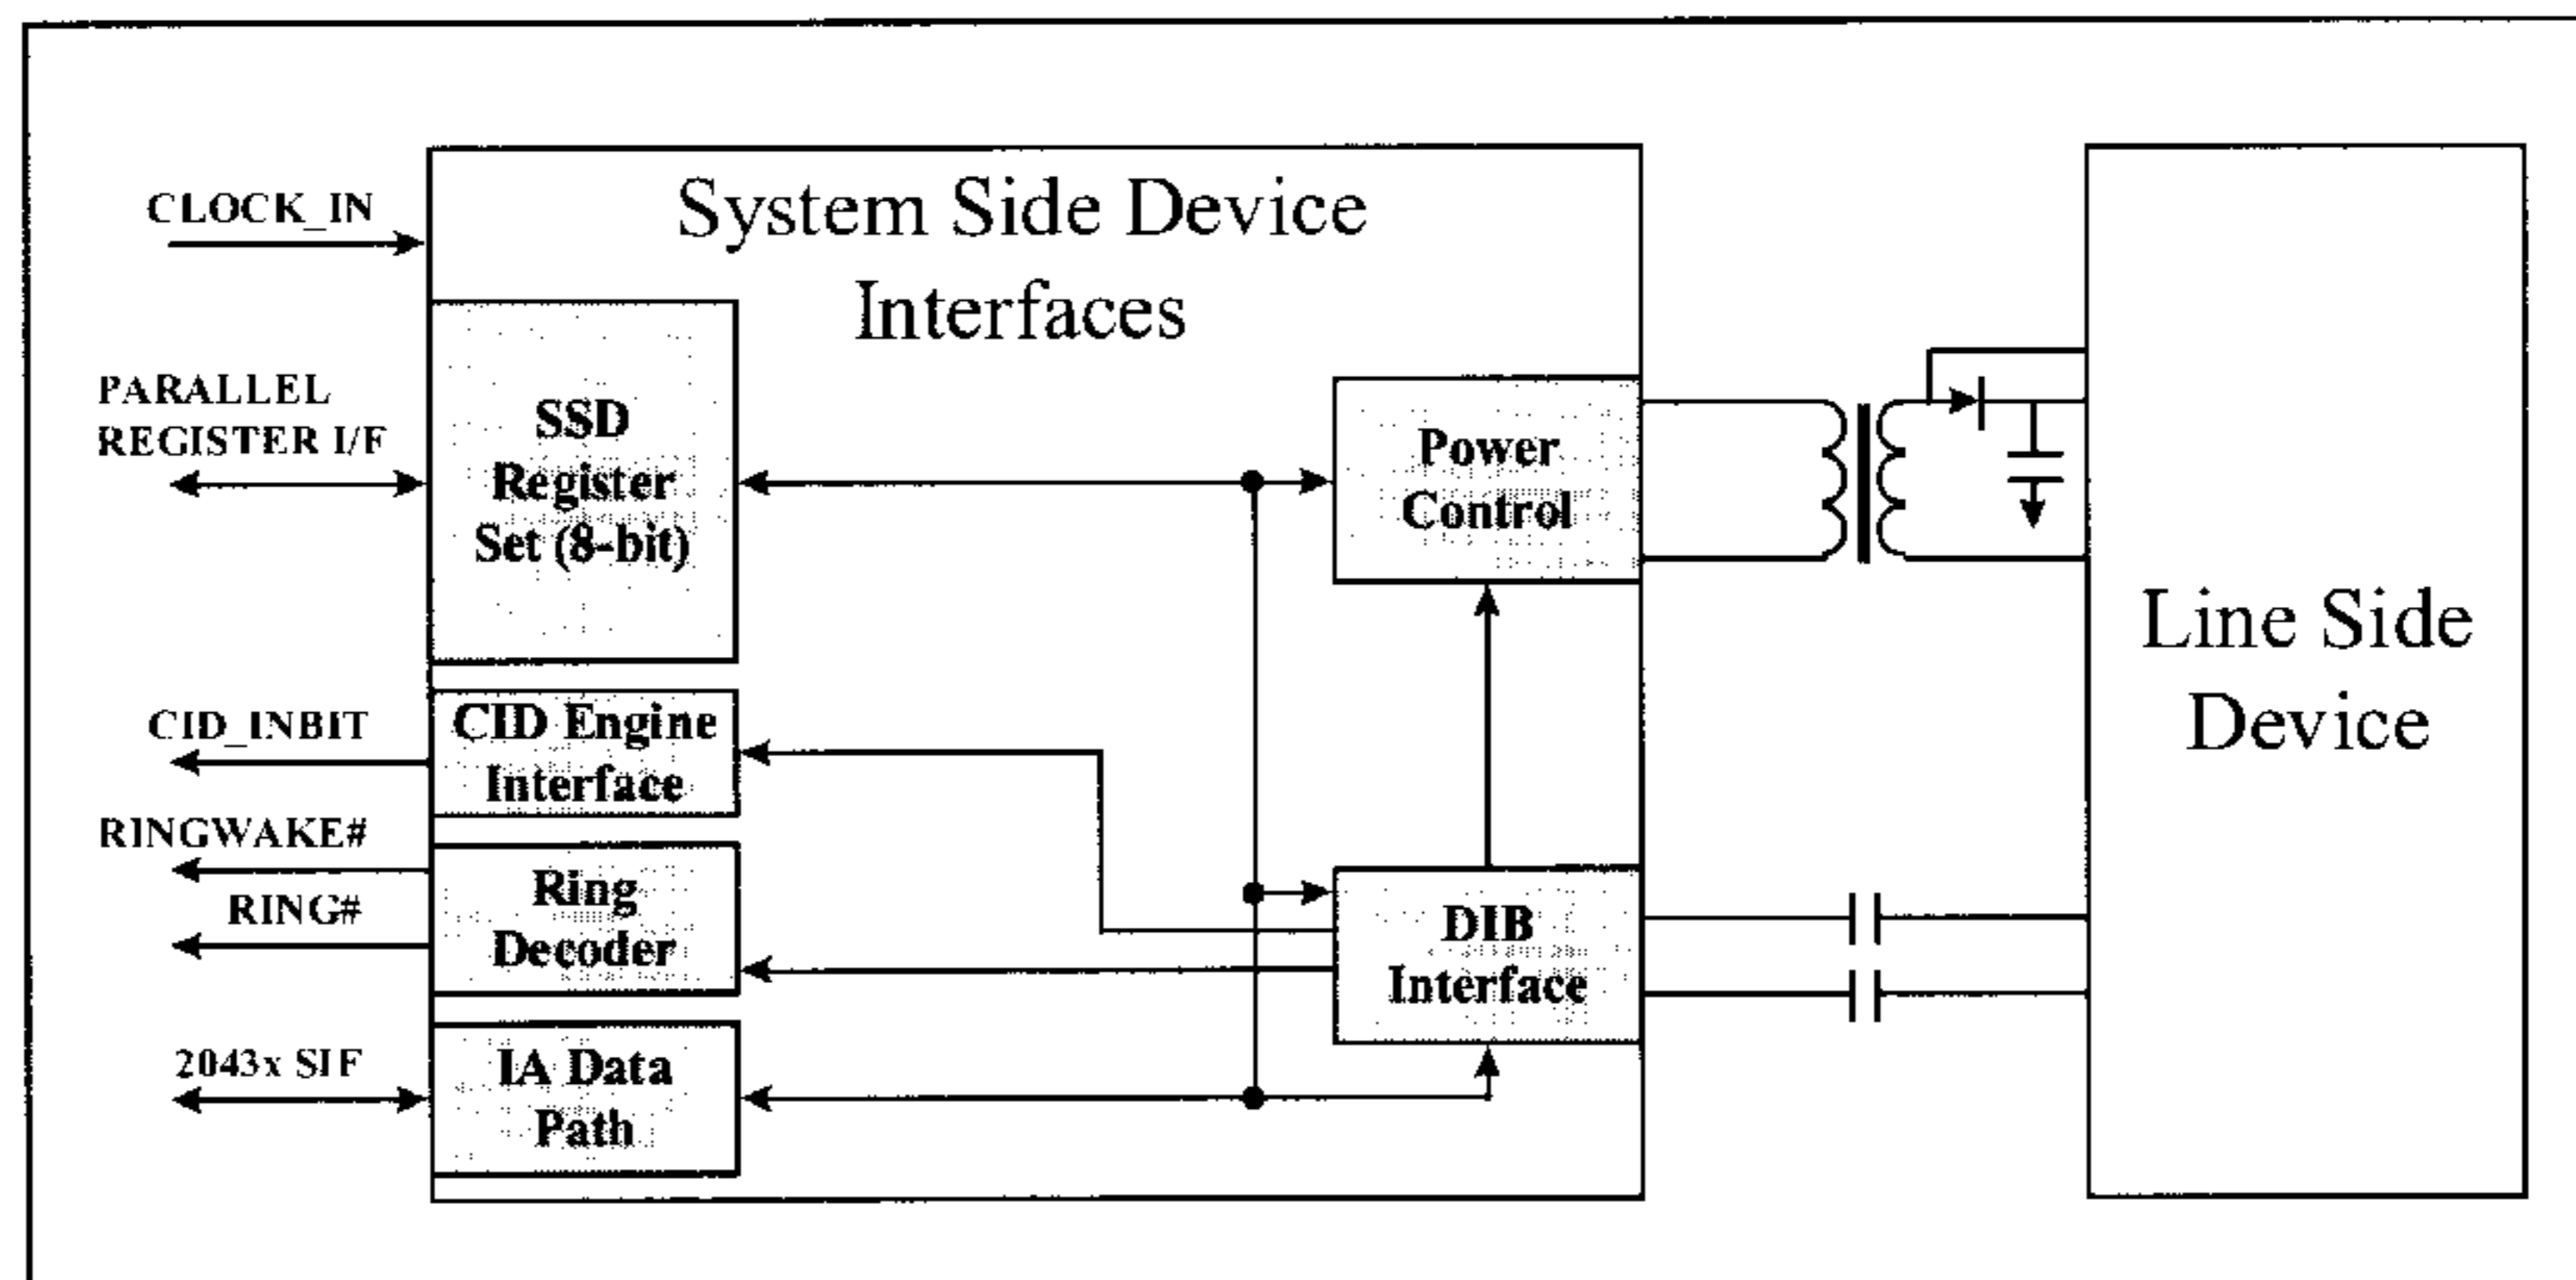 System Side Device
Interfaces
CLOCK_IN
PARALLEL
REGISTER I/F
SSD
Register
Set (8-bit)
Power
Control
CID_INBIT
CID Engine
Interface
RINGWAKE#
RING#
Ring
Decoder
DIB
Interface
2043x SIF
IA Data
Path
Line Side
Device